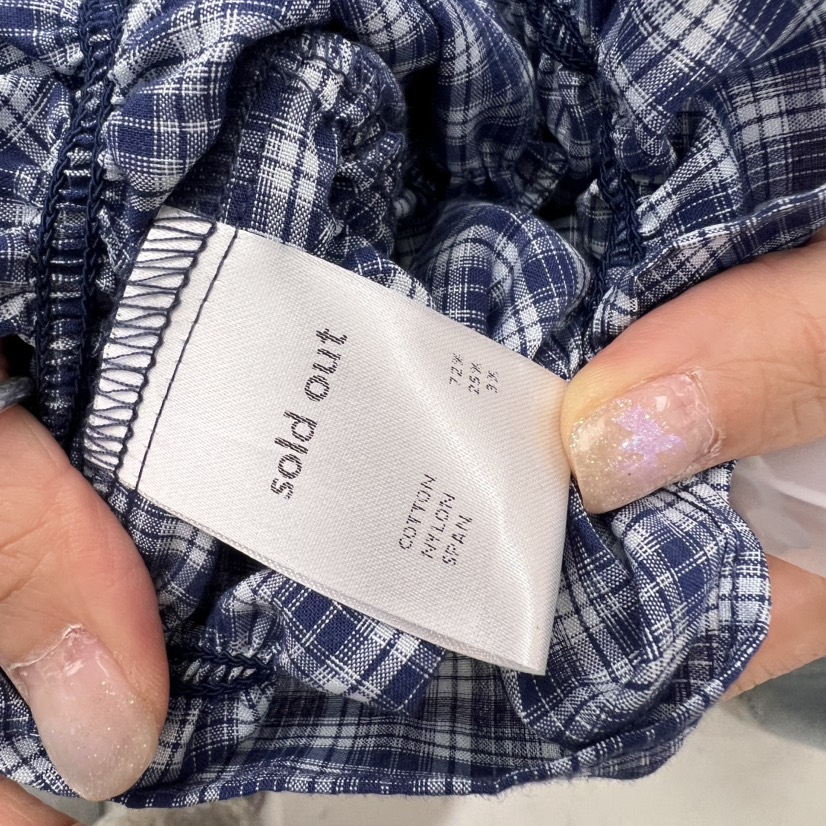 sold out
COTTON 72%
NYLON 25%
SPAN 3%